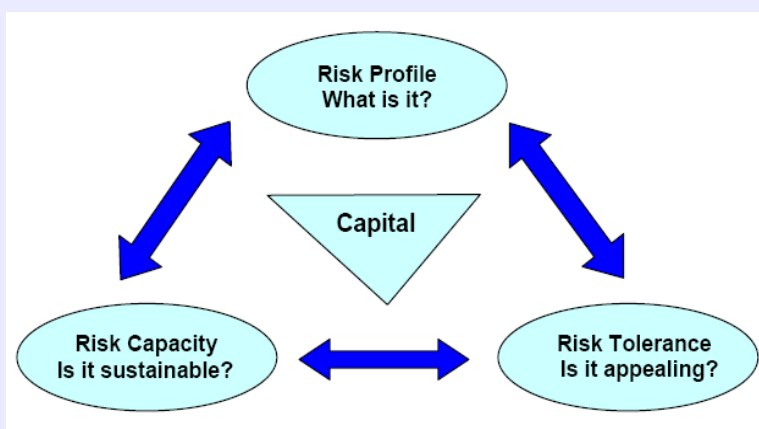 Risk Profile
What is it?
Capital
Risk Capacity
Is it sustainable?
Risk Tolerance
Is it appealing?